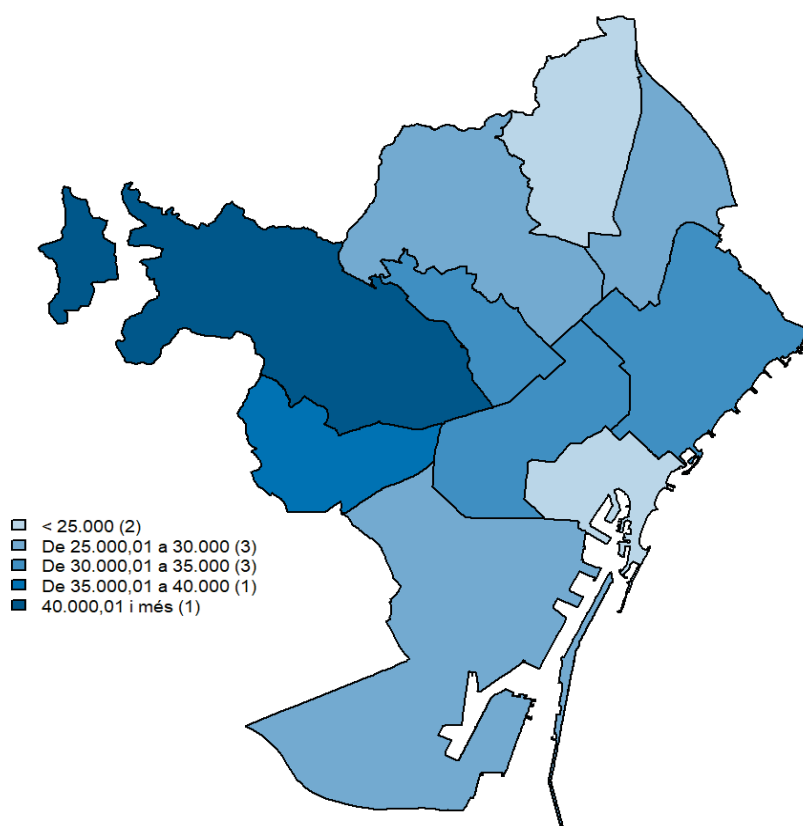 < 25.000 (2)
De 25.000,01 a 30.000 (3)
De 30.000,01 a 35.000 (3)
De 35.000,01 a 40.000 (1)
40.000,01 i més (1)